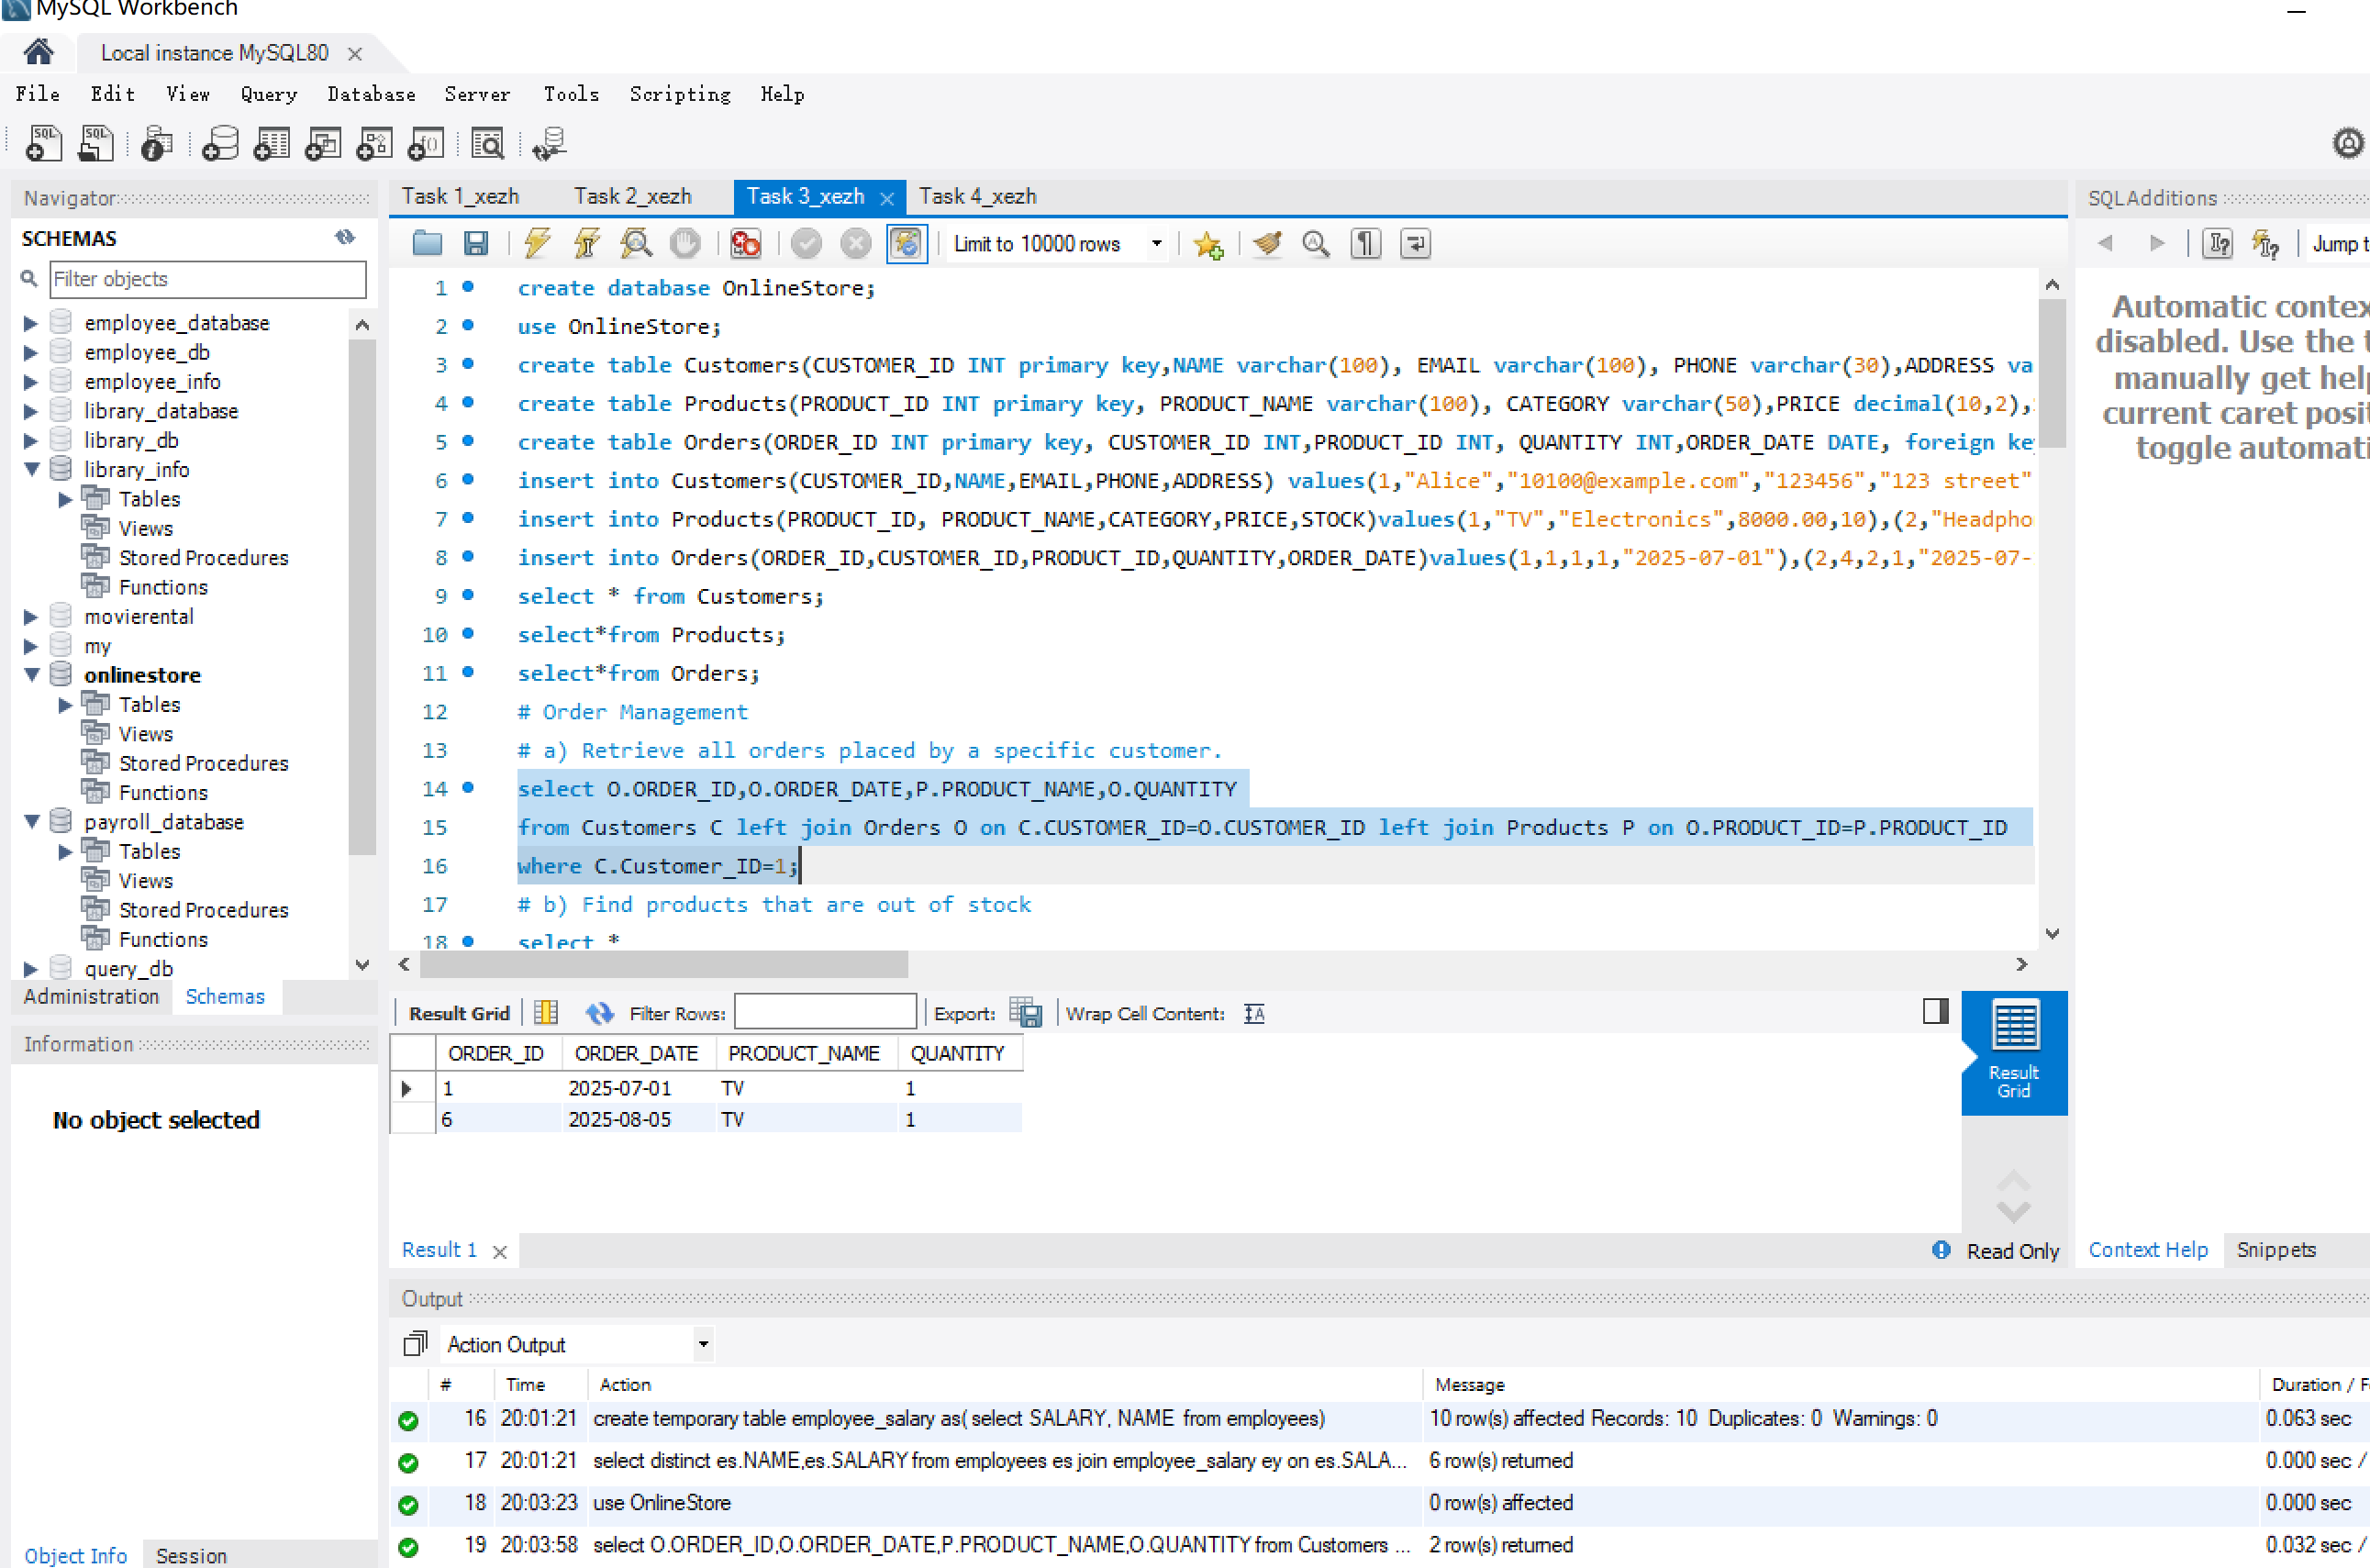 MySQL Workbench
Local instance MySQL80
File Edit View Query Database Server Tools Scripting Help
Navigator
SCHEMAS
Filter objects
employee_database
employee_db
employee_info
library_database
library_db
library_info
Tables
Views
Stored Procedures
Functions
movierental
my
onlinestore
Tables
Views
Stored Procedures
Functions
payroll_database
Tables
Views
Stored Procedures
Functions
query_db
Administration Schemas
Information
No object selected
Object Info Session
Task 1_xezh Task 2_xezh Task 3_xezh Task 4_xezh
Limit to 10000 rows
1 create database OnlineStore;
2 use OnlineStore;
3 create table Customers(CUSTOMER_ID INT primary key,NAME varchar(100), EMAIL varchar(100), PHONE varchar(30),ADDRESS va
4 create table Products(PRODUCT_ID INT primary key, PRODUCT_NAME varchar(100), CATEGORY varchar(50),PRICE decimal(10,2),
5 create table Orders(ORDER_ID INT primary key, CUSTOMER_ID INT,PRODUCT_ID INT, QUANTITY INT,ORDER_DATE DATE, foreign ke
6 insert into Customers(CUSTOMER_ID,NAME,EMAIL,PHONE,ADDRESS) values(1,"Alice","10100@example.com","123456","123 street"
7 insert into Products(PRODUCT_ID, PRODUCT_NAME,CATEGORY,PRICE,STOCK)values(1,"TV","Electronics",8000.00,10),(2,"Headpho
8 insert into Orders(ORDER_ID,CUSTOMER_ID,PRODUCT_ID,QUANTITY,ORDER_DATE)values(1,1,1,1,"2025-07-01"),(2,4,2,1,"2025-07-
9 select * from Customers;
10 select*from Products;
11 select*from Orders;
12 # Order Management
13 # a) Retrieve all orders placed by a specific customer.
14 select O.ORDER_ID,O.ORDER_DATE,P.PRODUCT_NAME,O.QUANTITY
15 from Customers C left join Orders O on C.CUSTOMER_ID=O.CUSTOMER_ID left join Products P on O.PRODUCT_ID=P.PRODUCT_ID
16 where C.Customer_ID=1;
17 # b) Find products that are out of stock
18 select *
Result Grid Filter Rows: Export: Wrap Cell Content:
ORDER_ID ORDER_DATE PRODUCT_NAME QUANTITY
1 2025-07-01 TV 1
6 2025-08-05 TV 1
Result
Grid
Result 1
Read Only
SQLAdditions
Jump t
Automatic contex
disabled. Use the t
manually get help
current caret posit
toggle automati
Context Help Snippets
Output
Action Output
# Time Action Message Duration / F
16 20:01:21 create temporary table employee_salary as( select SALARY, NAME from employees) 10 row(s) affected Records: 10 Duplicates: 0 Warnings: 0 0.063 sec
17 20:01:21 select distinct es.NAME,es.SALARY from employees es join employee_salary ey on es.SALA... 6 row(s) returned 0.000 sec /
18 20:03:23 use OnlineStore 0 row(s) affected 0.000 sec
19 20:03:58 select O.ORDER_ID,O.ORDER_DATE,P.PRODUCT_NAME,O.QUANTITY from Customers ... 2 row(s) returned 0.032 sec /